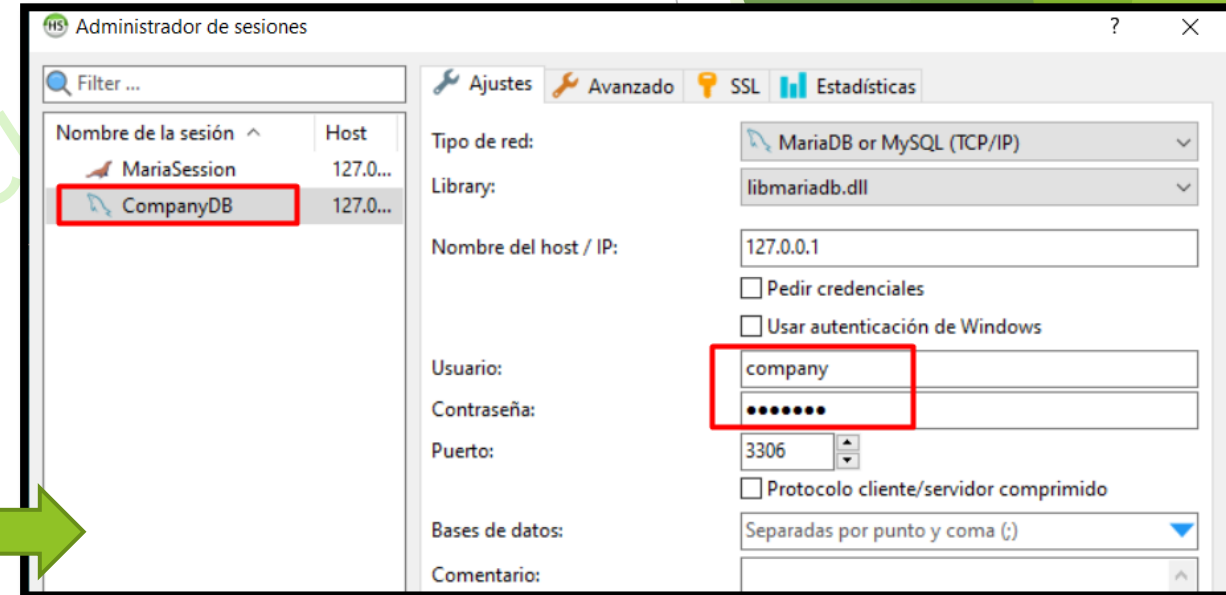 HS Administrador de sesiones ? ×
Filter ...
Nombre de la sesión Host
MariaSession 127.0...
CompanyDB 127.0...
Ajustes Avanzado SSL Estadísticas
Tipo de red: MariaDB or MySQL (TCP/IP)
Library: libmariadb.dll
Nombre del host / IP: 127.0.0.1
Pedir credenciales
Usar autenticación de Windows
Usuario: company
Contraseña: •••••••
Puerto: 3306
Protocolo cliente/servidor comprimido
Bases de datos: Separadas por punto y coma (;)
Comentario: